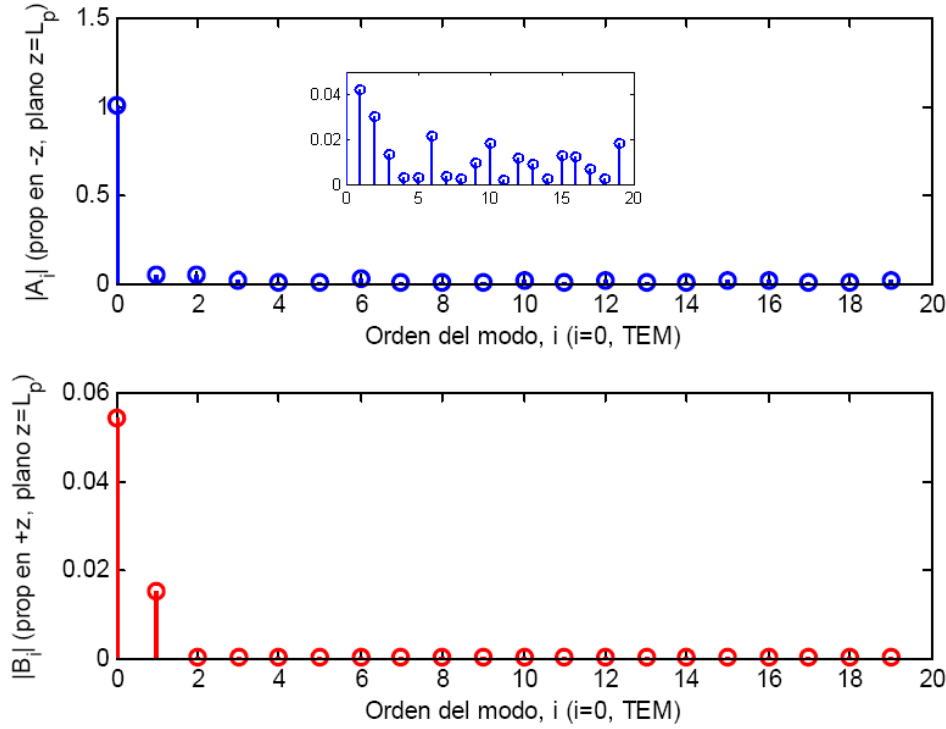 |A_i| (prop en -z, plano z=L_p)
1.5
1
0.5
0
0.04
0.02
0
0 5 10 15 20
0 2 4 6 8 10 12 14 16 18 20
Orden del modo, i (i=0, TEM)
|B_i| (prop en +z, plano z=L_p)
0.06
0.04
0.02
0
0 2 4 6 8 10 12 14 16 18 20
Orden del modo, i (i=0, TEM)